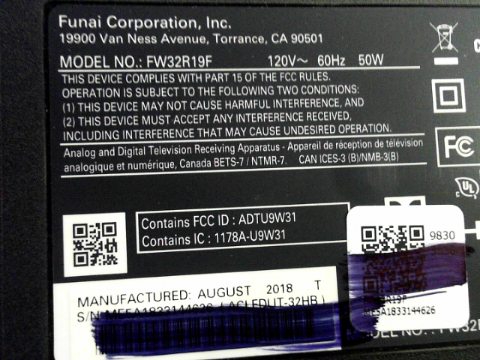 Funai Corporation, Inc.
19900 Van Ness Avenue, Torrance, CA 90501
MODEL NO.: FW32R19F 120V~ 60Hz 50W
THIS DEVICE COMPLIES WITH PART 15 OF THE FCC RULES.
OPERATION IS SUBJECT TO THE FOLLOWING TWO CONDITIONS:
(1) THIS DEVICE MAY NOT CAUSE HARMFUL INTERFERENCE, AND
(2) THIS DEVICE MUST ACCEPT ANY INTERFERENCE RECEIVED,
INCLUDING INTERFERENCE THAT MAY CAUSE UNDESIRED OPERATION.
Analog and Digital Television Receiving Apparatus - Appareil de réception de télévision
analogique et numérique, Canada BETS-7 / NTMR-7. CAN ICES-3 (B)/NMB-3(B)
FC
UL
Contains FCC ID : ADTU9W31
Contains IC : 1178A-U9W31
9830
MANUFACTURED: AUGUST 2018 T
S/N